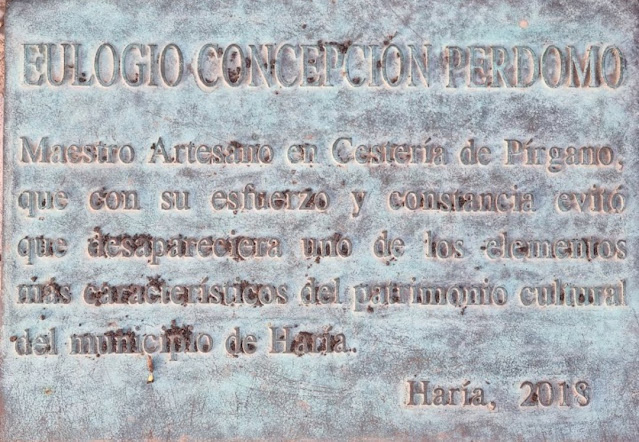 EULOGIO CONCEPCIÓN PERDOMO
Maestro Artesano en Cestería de Pírgano,
que con su esfuerzo y constancia evitó
que desapareciera uno de los elementos
más característicos del patrimonio cultural
del municipio de Haría.
Haría, 2018